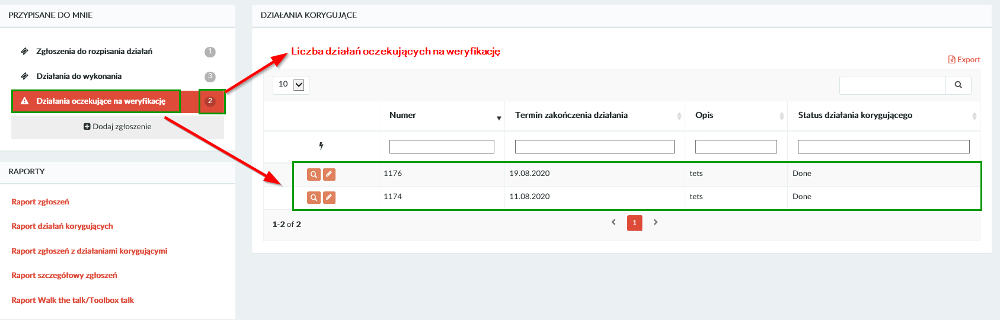 PRZYPISANE DO MNIE
Zgłoszenia do rozpisania działań 1
Działania do wykonania 3
Działania oczekujące na weryfikację 2
Dodaj zgłoszenie
RAPORTY
Raport zgłoszeń
Raport działań korygujących
Raport zgłoszeń z działaniami korygującymi
Raport szczegółowy zgłoszeń
Raport Walk the talk/Toolbox talk
DZIAŁANIA KORYGUJĄCE
Liczba działań oczekujących na weryfikację
Export
10
Numer Termin zakończenia działania Opis Status działania korygującego
1176 19.08.2020 tets Done
1174 11.08.2020 tets Done
1-2 of 2 1